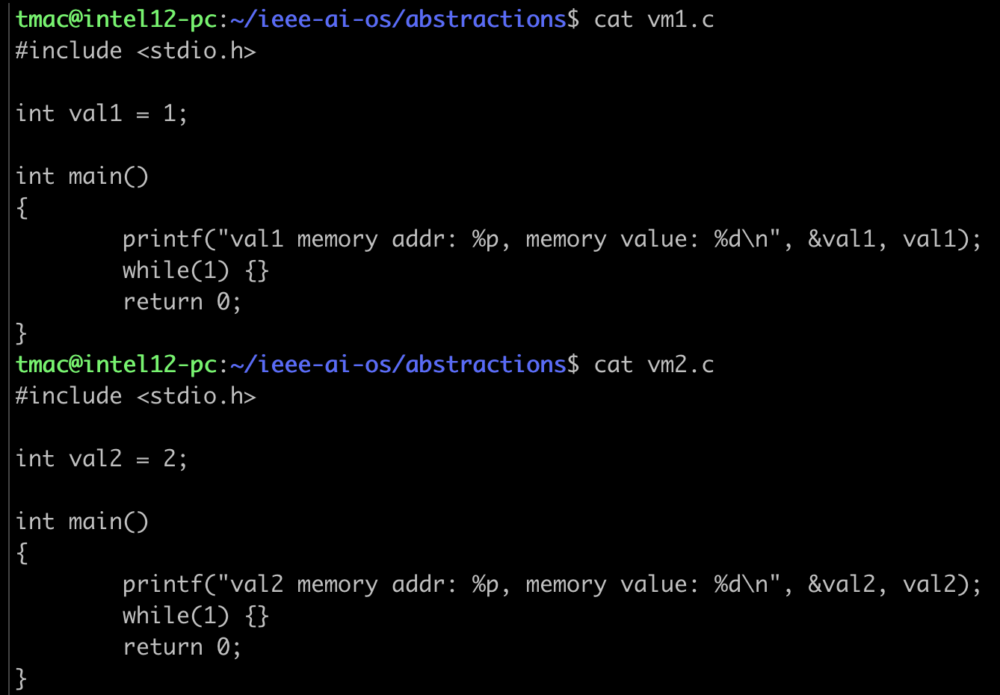 tmac@intel12-pc:~/ieee-ai-os/abstractions$ cat vm1.c
#include <stdio.h>

int val1 = 1;

int main()
{
        printf("val1 memory addr: %p, memory value: %d\n", &val1, val1);
        while(1) {}
        return 0;
}
tmac@intel12-pc:~/ieee-ai-os/abstractions$ cat vm2.c
#include <stdio.h>

int val2 = 2;

int main()
{
        printf("val2 memory addr: %p, memory value: %d\n", &val2, val2);
        while(1) {}
        return 0;
}